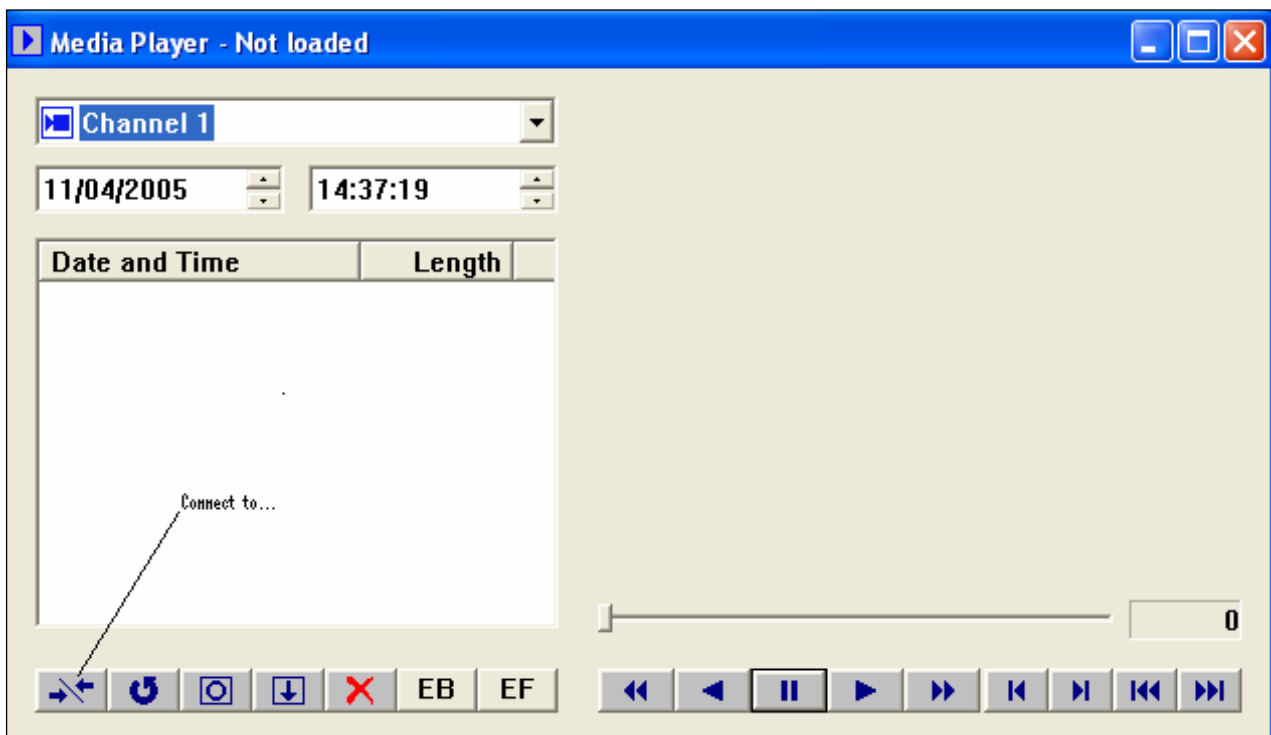 Media Player - Not loaded
Channel 1
11/04/2005 14:37:19
Date and Time Length
Connect to...
0
EB EF